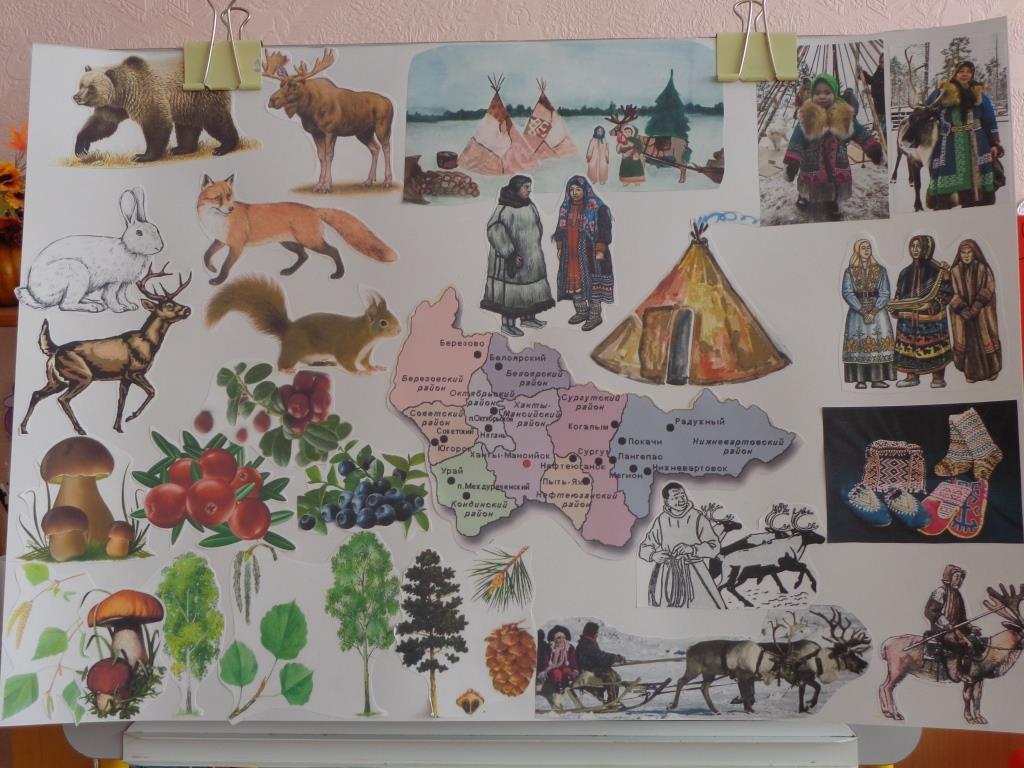 Березово
Белоярский
Белоярский
район
Березовский
район
Октябрьский
район
п.Октябрьское
Ханты-
Мансийский
район
Сургутский
район
Советский
район
Советский
Нягань
Югорск
Когалым
Радужный
Покачи
Нижневартовский
район
Ханты-Мансийск
Сургут
Лангепас
Нефтеюганск
Мегион
Нижневартовск
Урай
п.Междуреченский
Кондинский
район
Пыть-Ях
Нефтеюганский
район